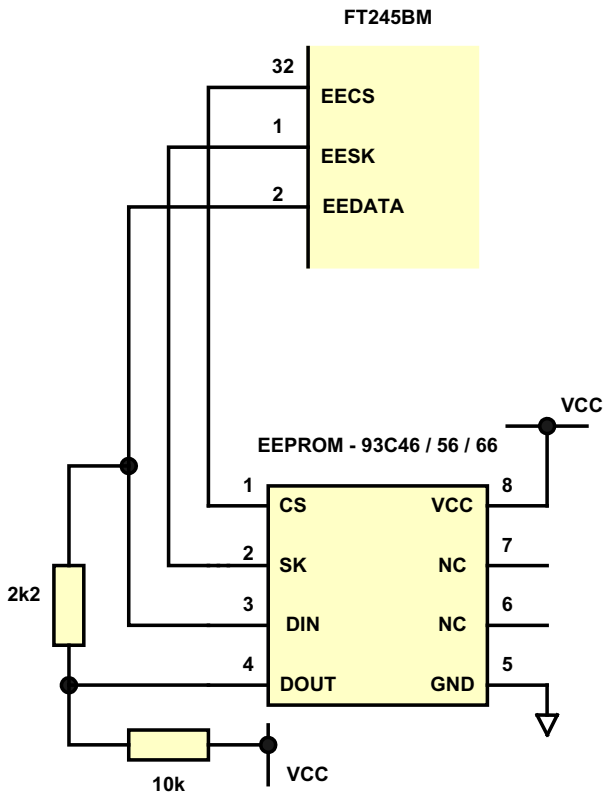 FT245BM
32
EECS
1
EESK
2
EEDATA
VCC
EEPROM - 93C46 / 56 / 66
1
CS
VCC
8
2
SK
NC
7
3
DIN
NC
6
4
DOUT
GND
5
2k2
10k
VCC